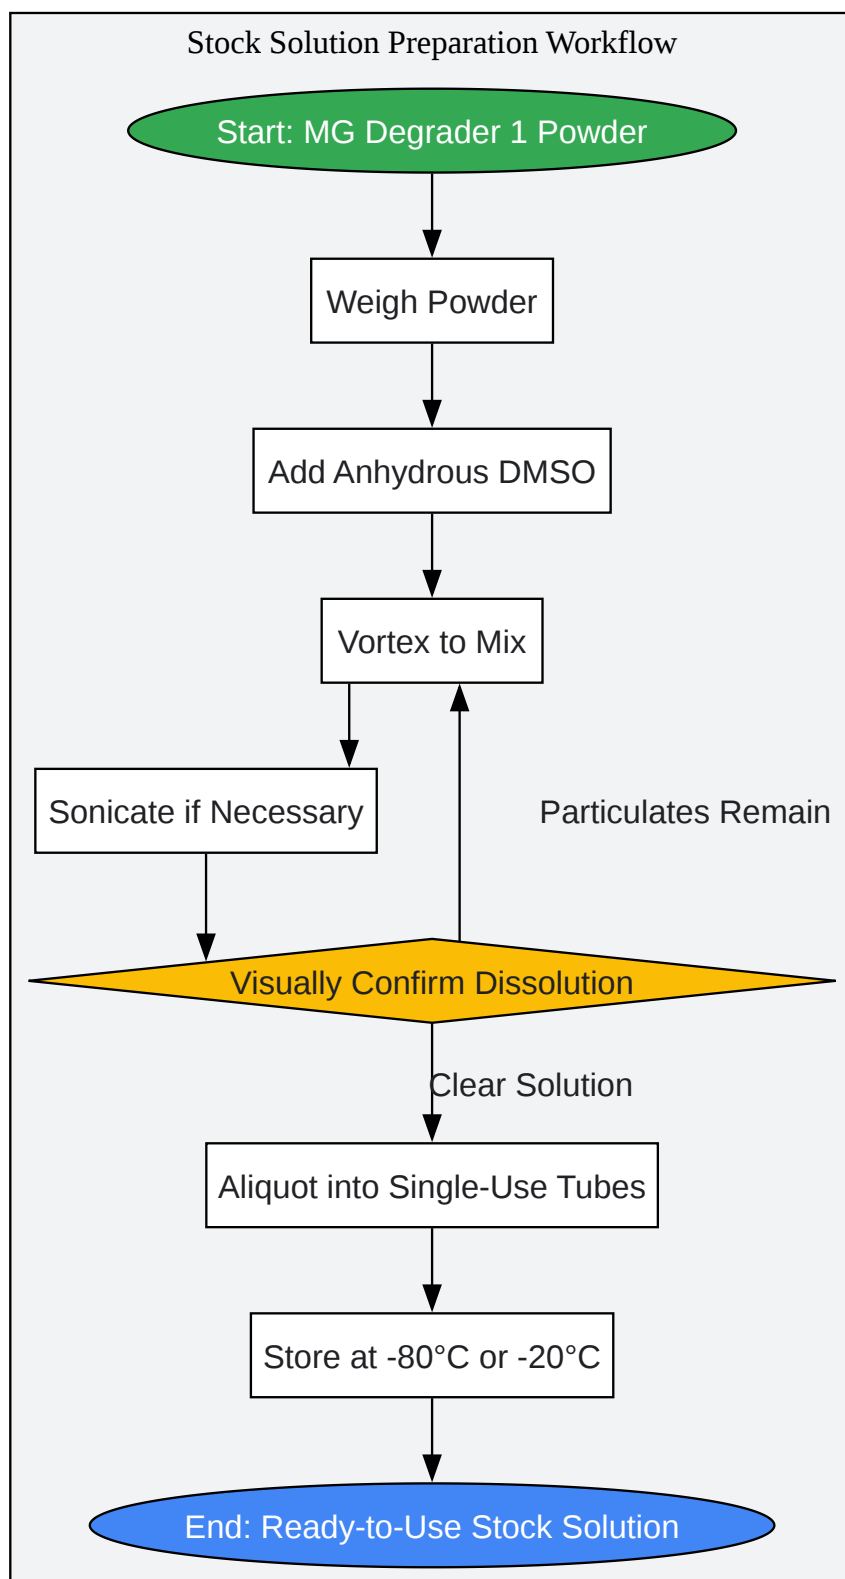 Stock Solution Preparation Workflow
Start: MG Degrader 1 Powder
Weigh Powder
Add Anhydrous DMSO
Vortex to Mix
Sonicate if Necessary
Particulates Remain
Visually Confirm Dissolution
Clear Solution
Aliquot into Single-Use Tubes
Store at -80°C or -20°C
End: Ready-to-Use Stock Solution